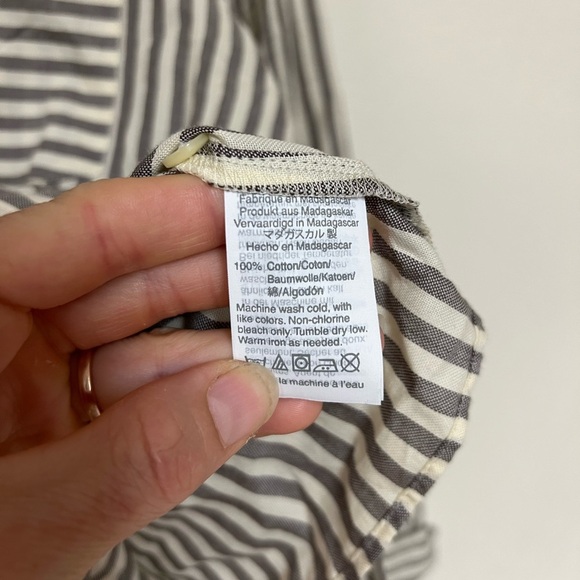 Fabriqué en Madagascar
Produkt aus Madagaskar
Vervaardigd in Madagascar
マダガスカル製
Hecho en Madagascar
100% Cotton/Coton/
Baumwolle/Katoen/
綿/Algodón
Machine wash cold, with
like colors. Non-chlorine
bleach only. Tumble dry low.
Warm iron as needed.
la machine à l'eau